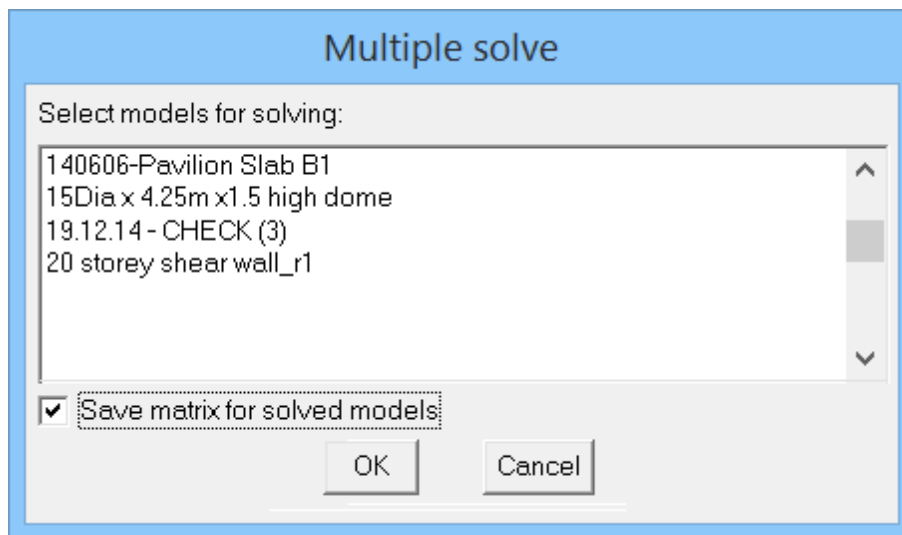 Multiple solve
Select models for solving:
140606-Pavilion Slab B1
15Dia x 4.25m x1.5 high dome
19.12.14 - CHECK (3)
20 storey shear wall_r1
Save matrix for solved models
OK Cancel